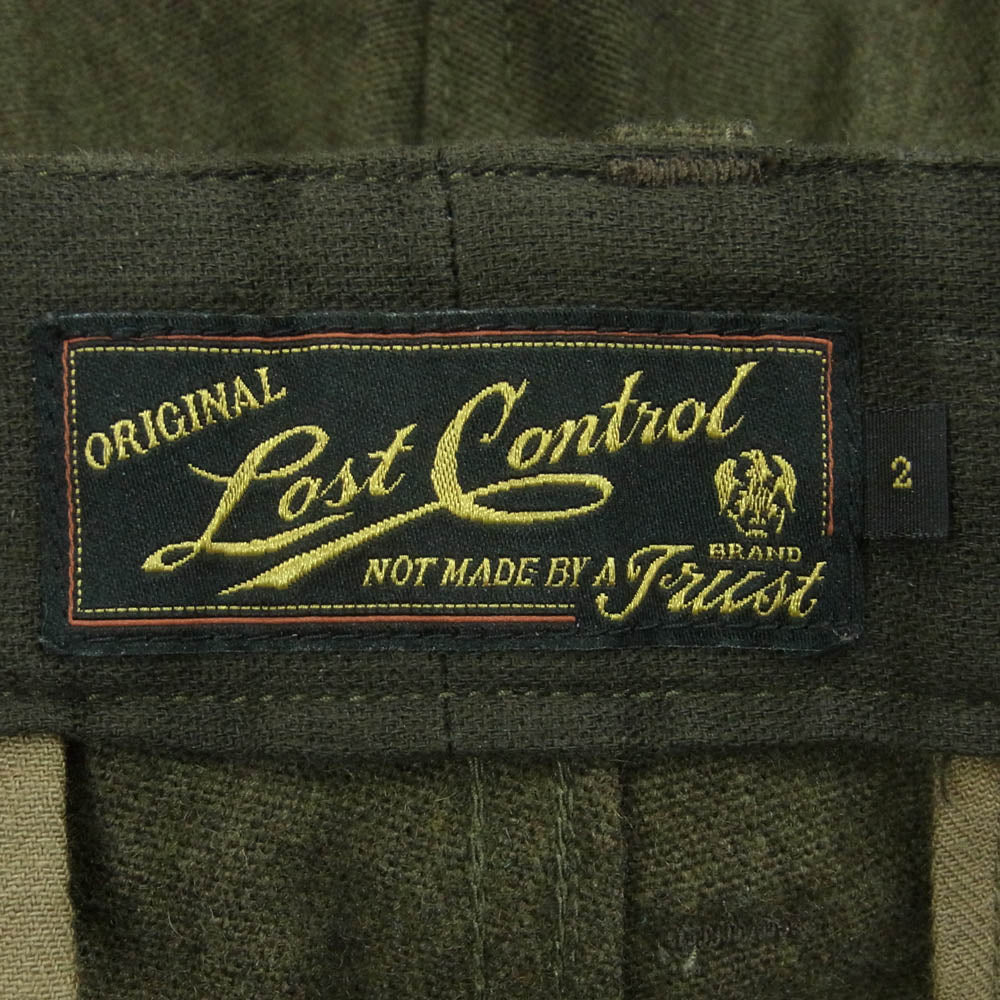 ORIGINAL
Lost Control
BRAND
NOT MADE BY A Trust
2